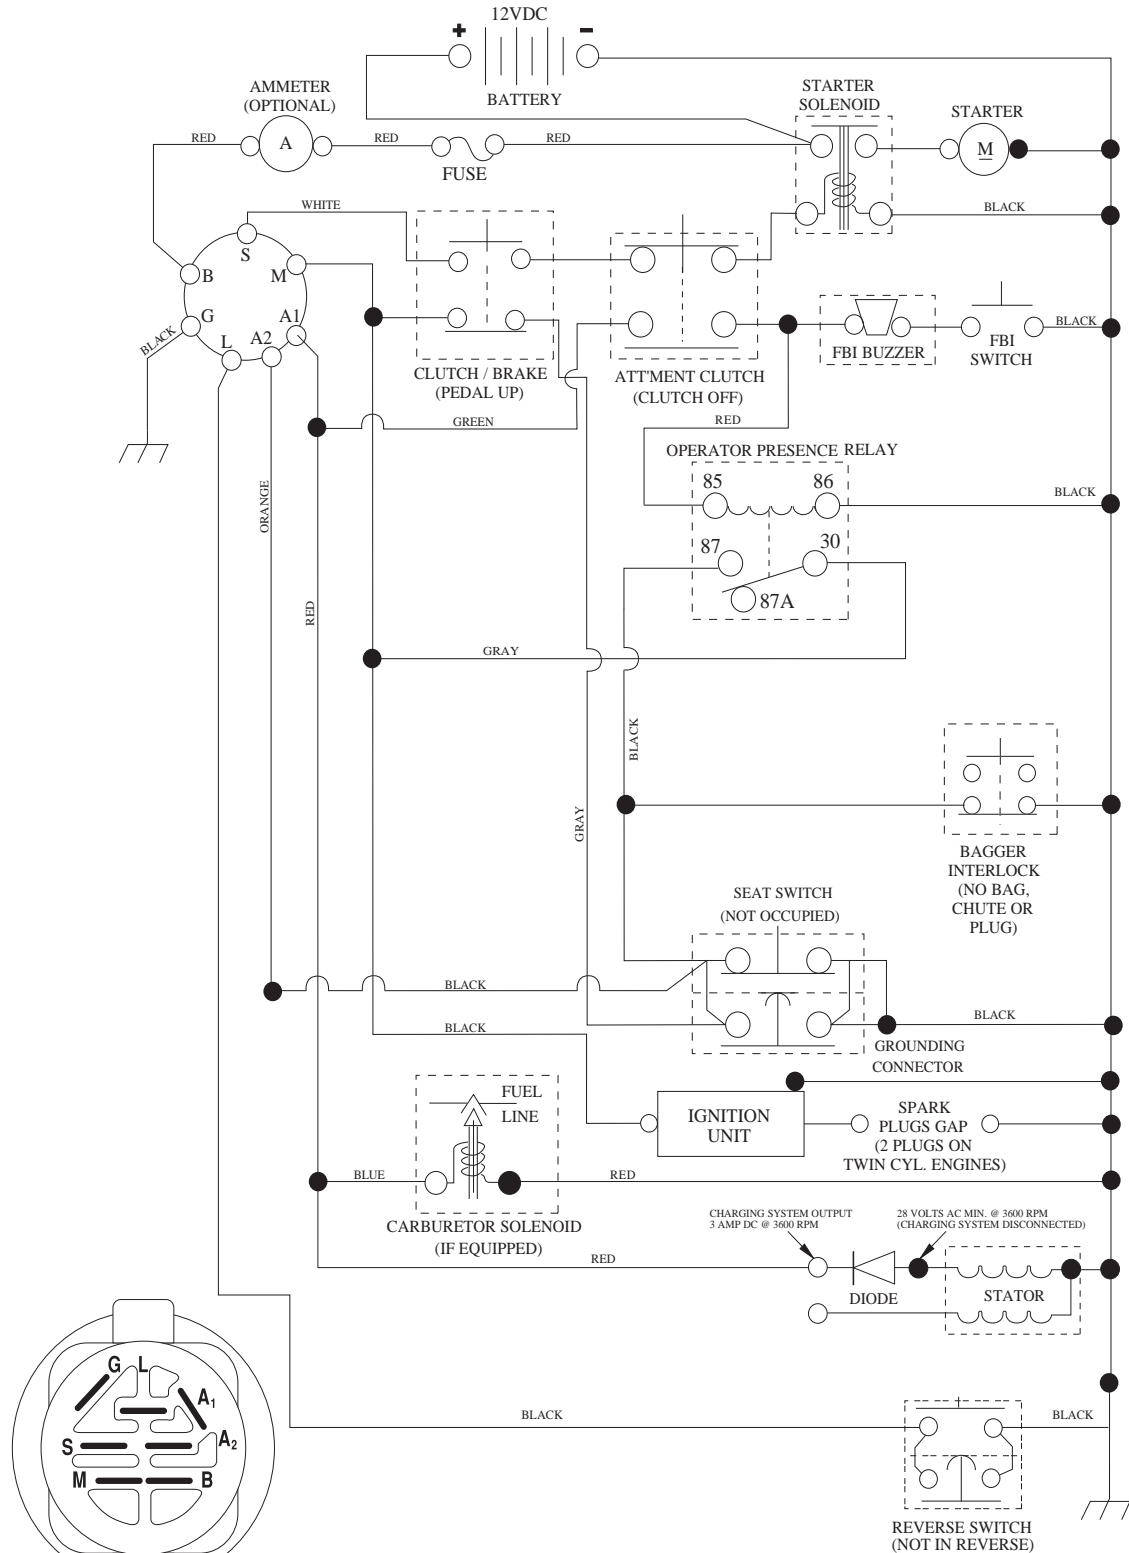 12VDC
+
-
BATTERY
AMMETER
(OPTIONAL)
STARTER
SOLENOID
STARTER
RED
A
RED
FUSE
RED
M
WHITE
BLACK
S
B
M
G
A1
L
A2
BLACK
CLUTCH / BRAKE
(PEDAL UP)
ATT'MENT CLUTCH
(CLUTCH OFF)
FBI BUZZER
FBI
SWITCH
BLACK
GREEN
RED
OPERATOR PRESENCE RELAY
85
86
BLACK
87
30
87A
ORANGE
RED
GRAY
BLACK
GRAY
BAGGER
INTERLOCK
(NO BAG,
CHUTE OR
PLUG)
SEAT SWITCH
(NOT OCCUPIED)
BLACK
BLACK
BLACK
GROUNDING
CONNECTOR
FUEL
LINE
IGNITION
UNIT
SPARK
PLUGS GAP
(2 PLUGS ON
TWIN CYL. ENGINES)
BLUE
RED
CARBURETOR SOLENOID
(IF EQUIPPED)
CHARGING SYSTEM OUTPUT
3 AMP DC @ 3600 RPM
28 VOLTS AC MIN. @ 3600 RPM
(CHARGING SYSTEM DISCONNECTED)
RED
DIODE
STATOR
G
L
A1
A2
S
M
B
BLACK
BLACK
REVERSE SWITCH
(NOT IN REVERSE)